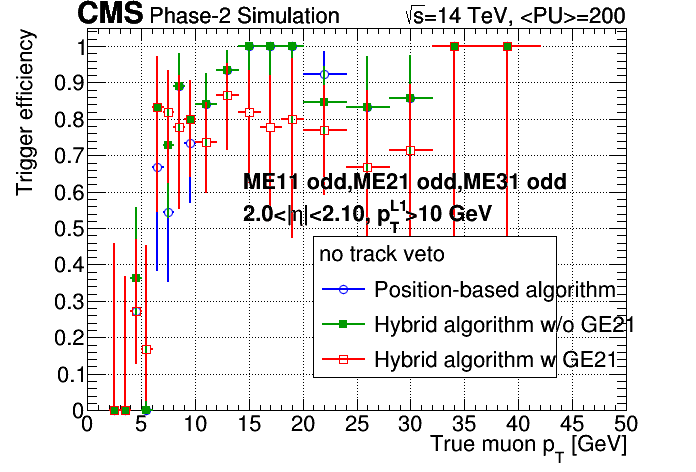 CMS Phase-2 Simulation √s=14 TeV, <PU>=200
Trigger efficiency
1
0.9
0.8
0.7
0.6
0.5
0.4
0.3
0.2
0.1
0
ME11 odd,ME21 odd,ME31 odd
2.0<|η|<2.10, p_T^L1>10 GeV
no track veto
Position-based algorithm
Hybrid algorithm w/o GE21
Hybrid algorithm w GE21
0 5 10 15 20 25 30 35 40 45 50
True muon p_T [GeV]